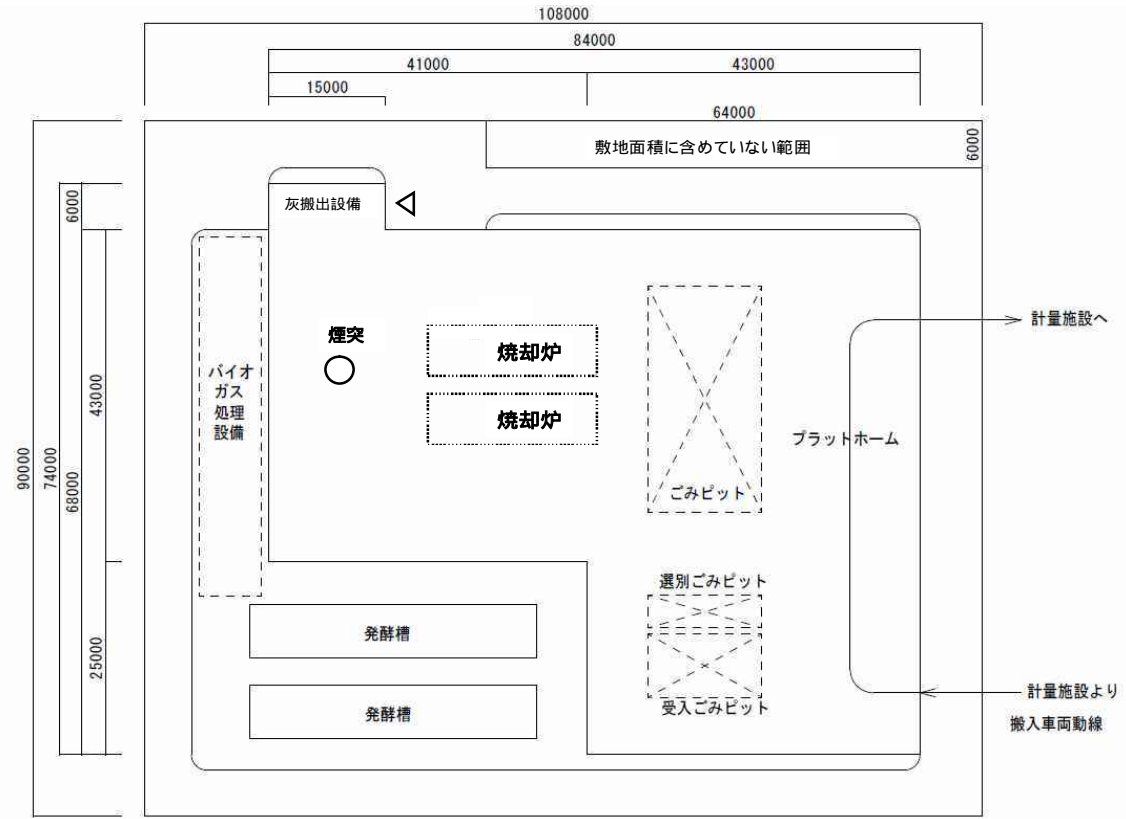 108000
84000
41000
43000
15000
64000
敷地面積に含めていない範囲
6000
6000
灰搬出設備
計量施設へ
煙突
焼却炉
バイオ
ガス
処理
設備
43000
焼却炉
プラットホーム
90000
74000
68000
ごみピット
選別ごみピット
発酵槽
25000
計量施設より
受入ごみピット
発酵槽
搬入車両動線